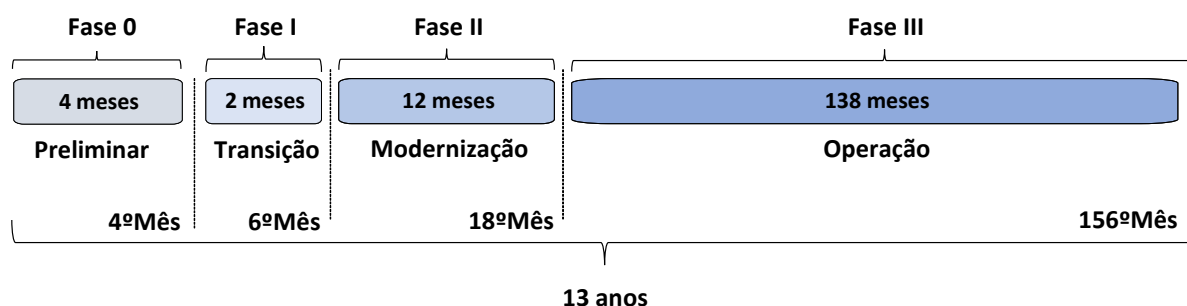 Fase 0 Fase I Fase II Fase III
4 meses 2 meses 12 meses 138 meses
Preliminar Transição Modernização Operação
4ºMês 6ºMês 18ºMês 156ºMês
13 anos